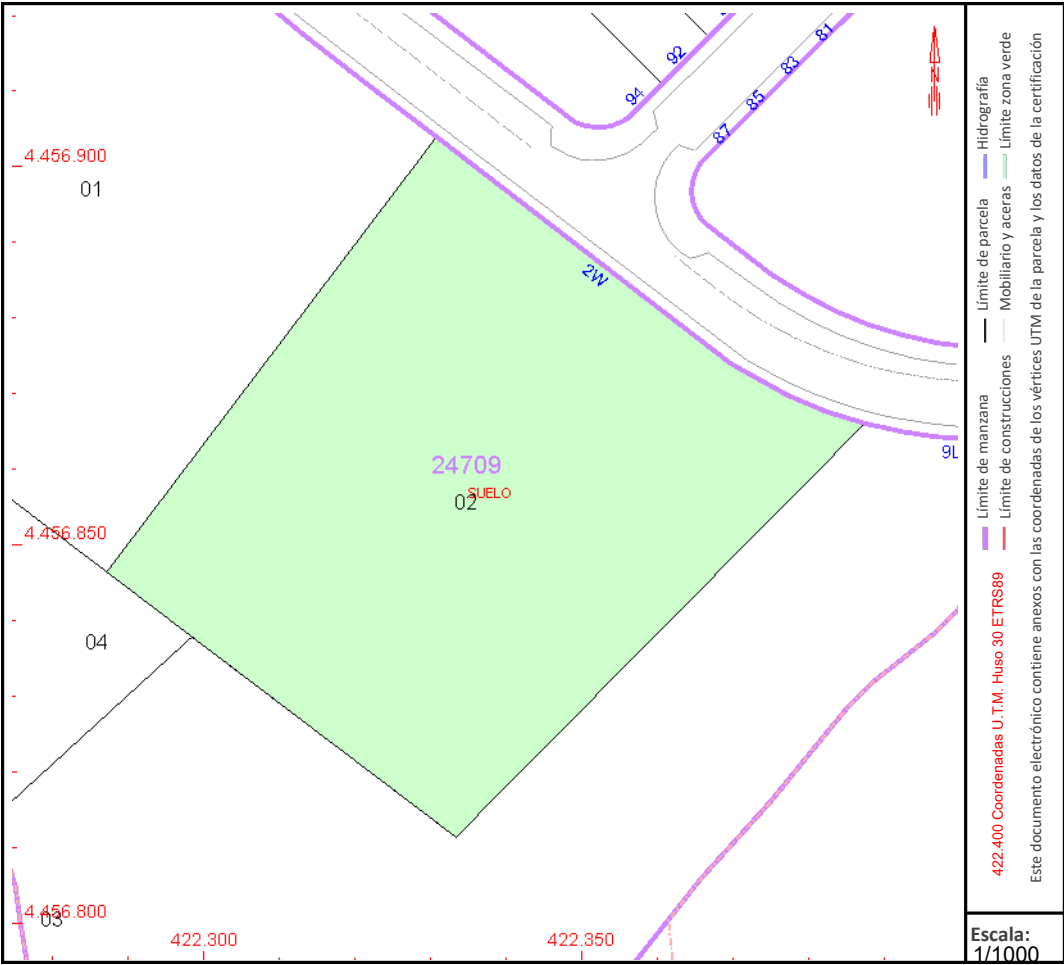 92
81
83
94
85
87
4.456.900
01
2W
9L
24709
SUELO
02
4.456.850
04
4.456.800
03
422.300
422.350
N
Límite de manzana
Límite de parcela
Hidrografía
Límite de construcciones
Mobiliario y aceras
Límite zona verde
422.400 Coordenadas U.T.M. Huso 30 ETRS89
Este documento electrónico contiene anexos con las coordenadas de los vértices UTM de la parcela y los datos de la certificación
Escala:
1/1000